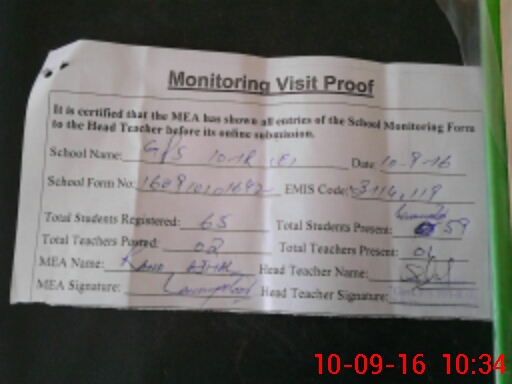 Monitoring Visit Proof
It is certified that the MEA has shown all entries of the School Monitoring Form
to the Head Teacher before its online submission.
School Name: GPS 10-1R (E) Date 10-9-16
School Form No: EMIS Code:
Total Students Registered: 65 Total Students Present: 59
Total Teachers Posted: 02 Total Teachers Present: 01
MEA Name: Head Teacher Name:
MEA Signature: Head Teacher Signature:
10-09-16 10:34